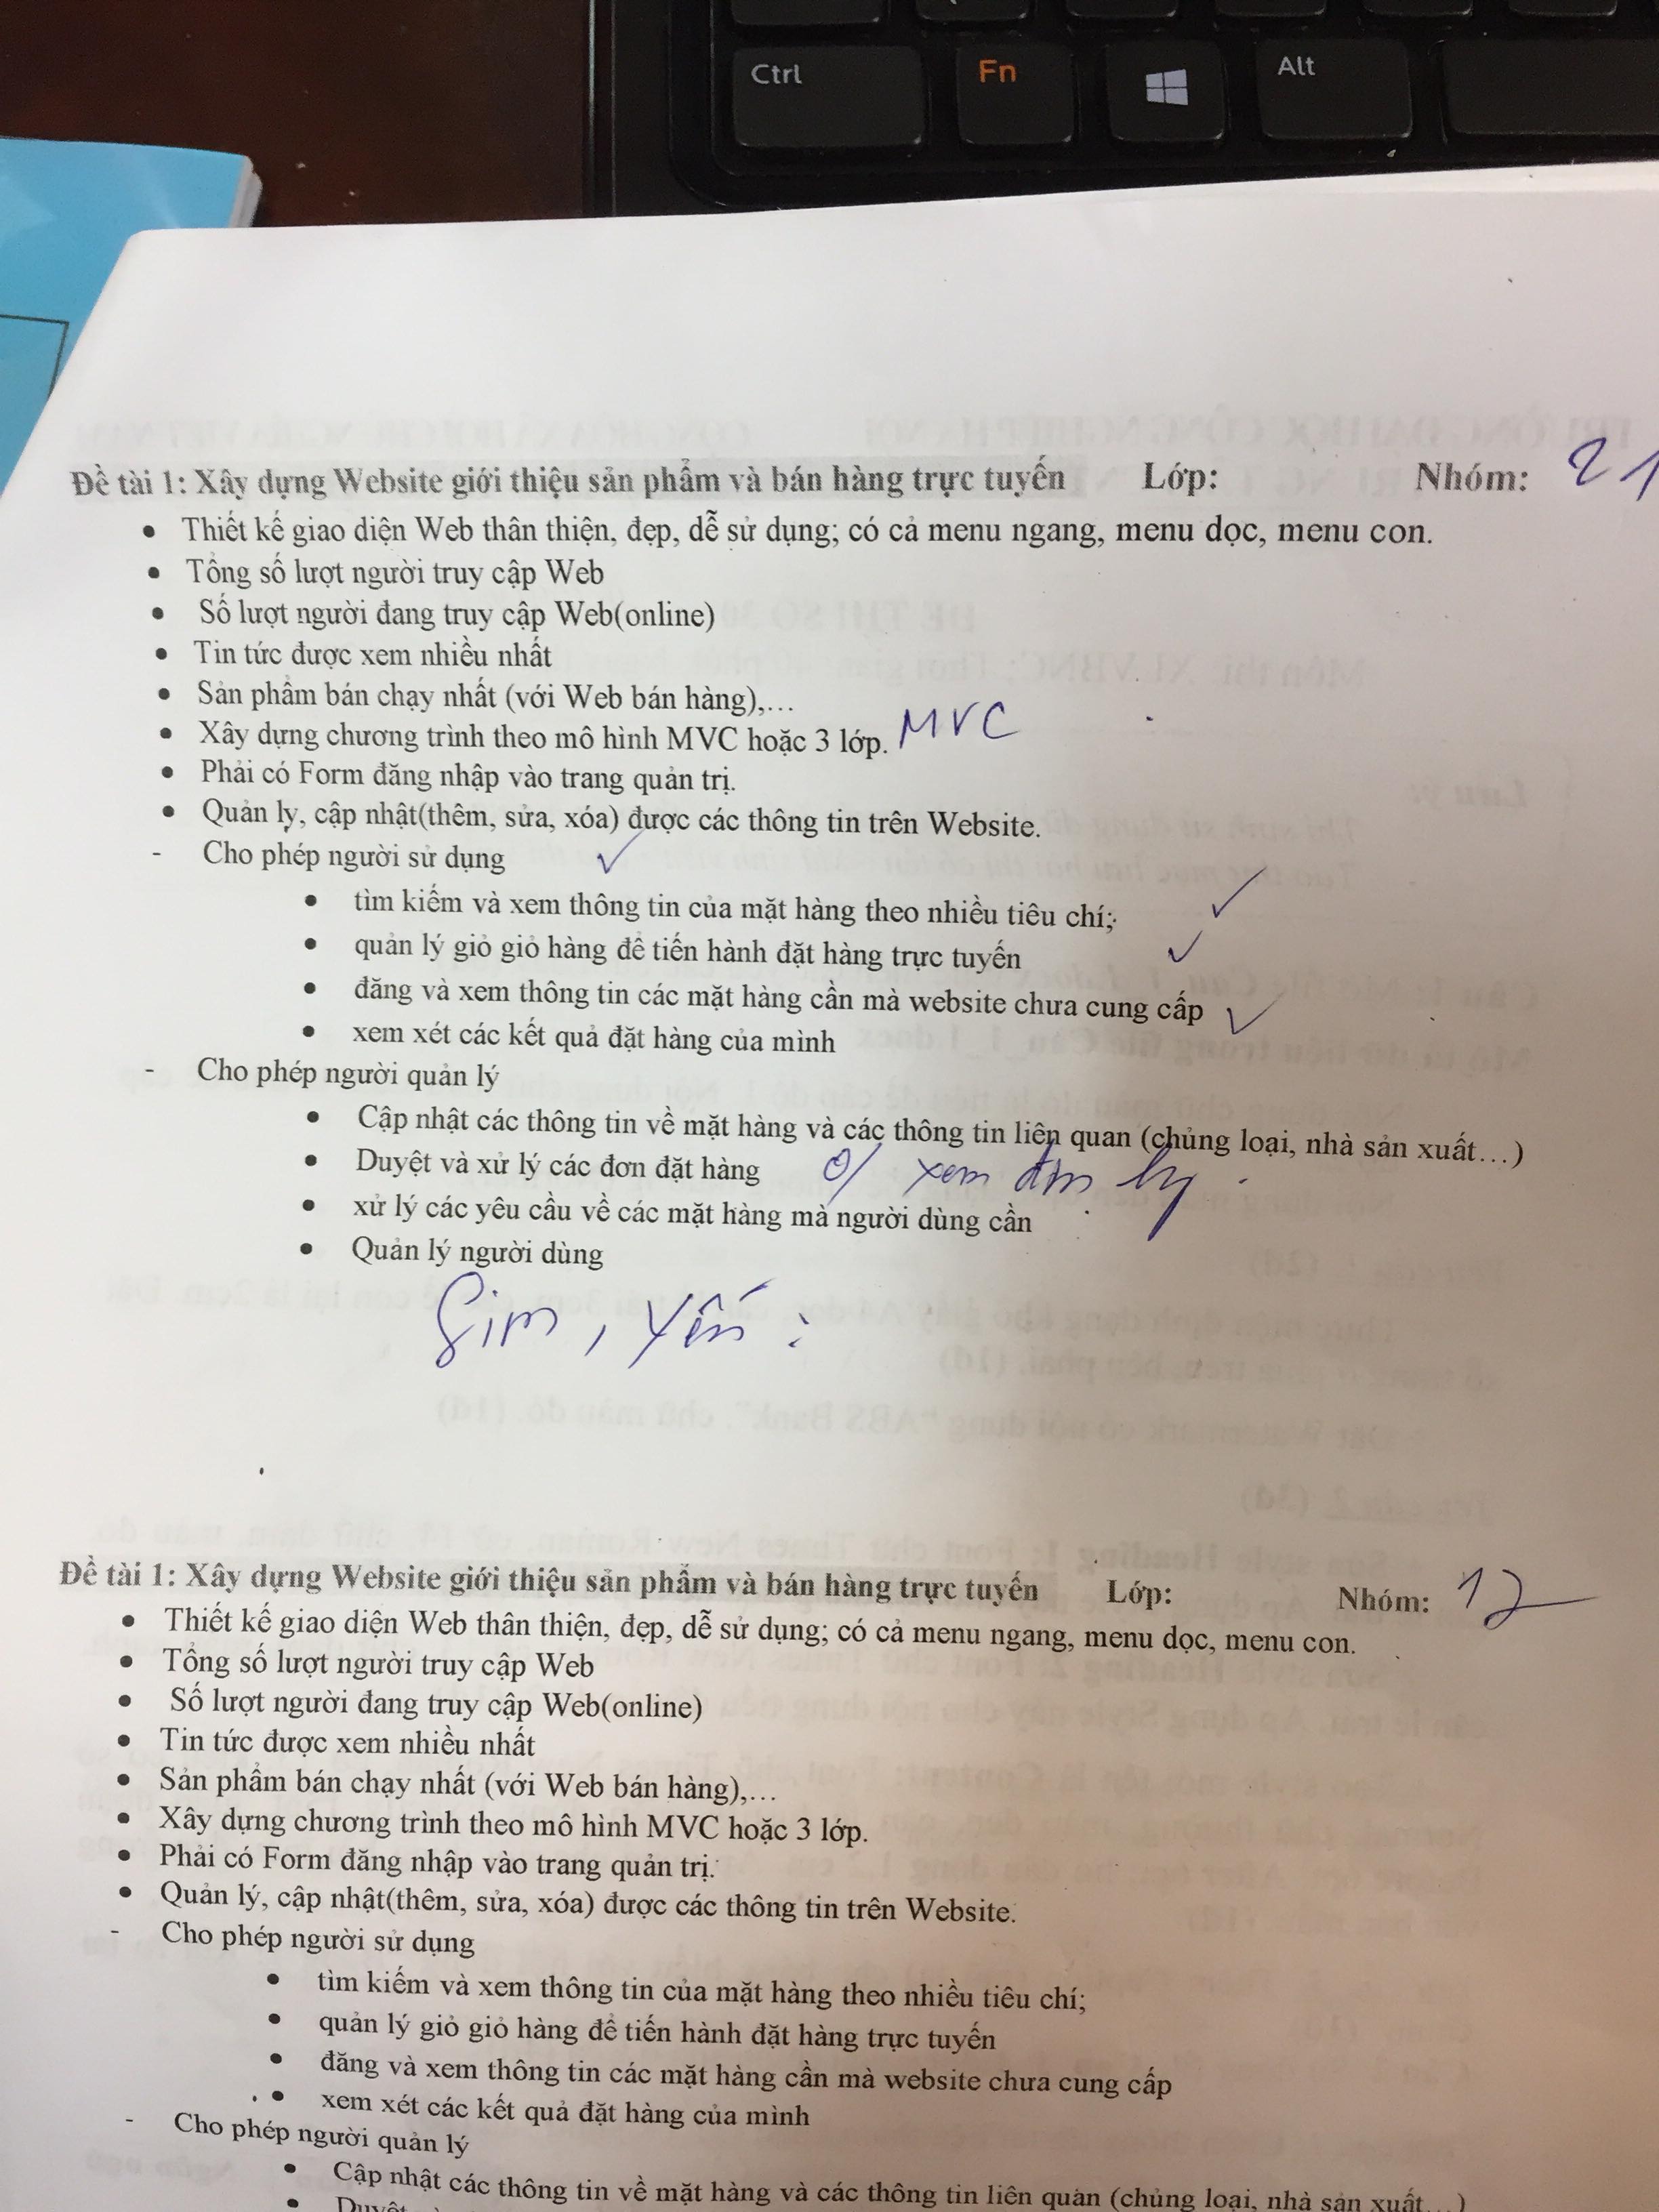 Ctrl Fn Alt
Đề tài 1: Xây dựng Website giới thiệu sản phẩm và bán hàng trực tuyến Lớp: Nhóm: 21
• Thiết kế giao diện Web thân thiện, đẹp, dễ sử dụng; có cả menu ngang, menu dọc, menu con.
• Tổng số lượt người truy cập Web
• Số lượt người đang truy cập Web(online)
• Tin tức được xem nhiều nhất
• Sản phẩm bán chạy nhất (với Web bán hàng),…
• Xây dựng chương trình theo mô hình MVC hoặc 3 lớp. MVC
• Phải có Form đăng nhập vào trang quản trị.
• Quản lý, cập nhật(thêm, sửa, xóa) được các thông tin trên Website.
- Cho phép người sử dụng ✓
• tìm kiếm và xem thông tin của mặt hàng theo nhiều tiêu chí; ✓
• quản lý giỏ giỏ hàng để tiến hành đặt hàng trực tuyến ✓
• đăng và xem thông tin các mặt hàng cần mà website chưa cung cấp ✓
• xem xét các kết quả đặt hàng của mình
- Cho phép người quản lý
• Cập nhật các thông tin về mặt hàng và các thông tin liên quan (chủng loại, nhà sản xuất…)
• Duyệt và xử lý các đơn đặt hàng xem
• xử lý các yêu cầu về các mặt hàng mà người dùng cần
• Quản lý người dùng
Sim, Yến:
Đề tài 1: Xây dựng Website giới thiệu sản phẩm và bán hàng trực tuyến Lớp: Nhóm: 12
• Thiết kế giao diện Web thân thiện, đẹp, dễ sử dụng; có cả menu ngang, menu dọc, menu con.
• Tổng số lượt người truy cập Web
• Số lượt người đang truy cập Web(online)
• Tin tức được xem nhiều nhất
• Sản phẩm bán chạy nhất (với Web bán hàng),…
• Xây dựng chương trình theo mô hình MVC hoặc 3 lớp.
• Phải có Form đăng nhập vào trang quản trị.
• Quản lý, cập nhật(thêm, sửa, xóa) được các thông tin trên Website.
- Cho phép người sử dụng
• tìm kiếm và xem thông tin của mặt hàng theo nhiều tiêu chí;
• quản lý giỏ giỏ hàng để tiến hành đặt hàng trực tuyến
• đăng và xem thông tin các mặt hàng cần mà website chưa cung cấp
• xem xét các kết quả đặt hàng của mình
- Cho phép người quản lý
• Cập nhật các thông tin về mặt hàng và các thông tin liên quan (chủng loại, nhà sản xuất…)
• Duyệt